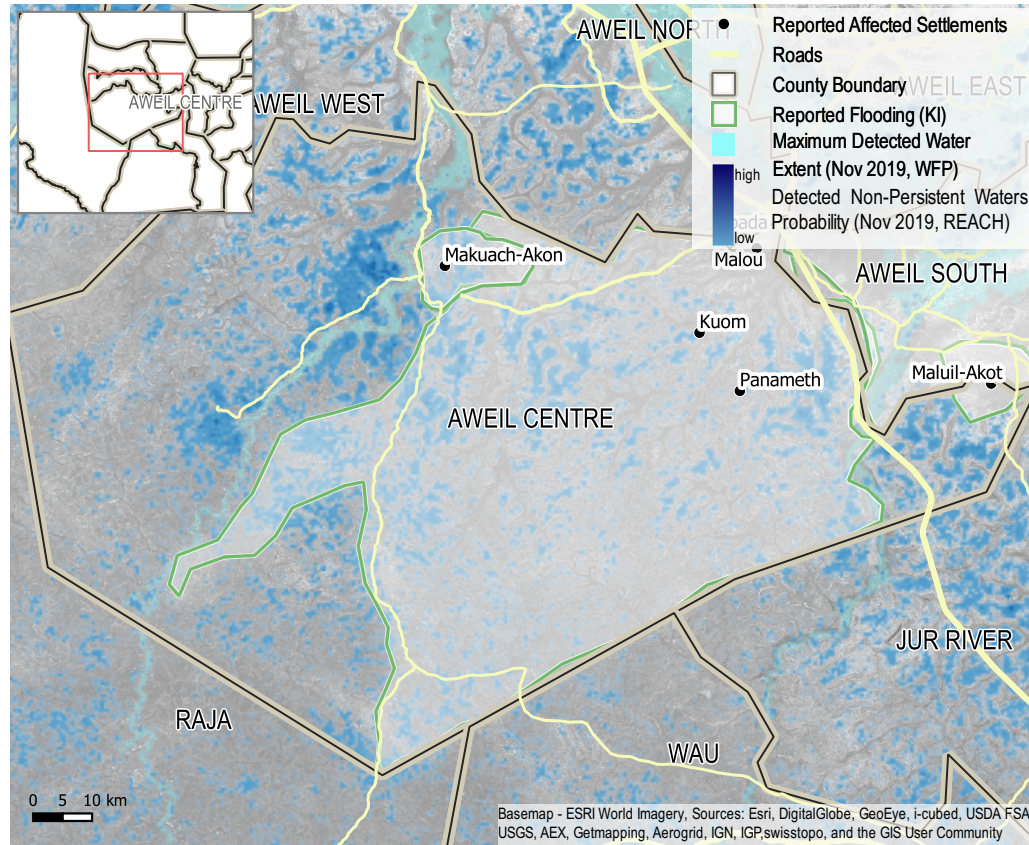 AWEIL NORTH
AWEIL WEST
AWEIL CENTRE
Reported Affected Settlements
Roads
County Boundary
AWEIL EAST
Reported Flooding (KI)
Maximum Detected Water
Extent (Nov 2019, WFP)
high
Detected Non-Persistent Waters
Probability (Nov 2019, REACH)
low
Makuach-Akon
Malou
AWEIL SOUTH
Kuom
Maluil-Akot
Panameth
AWEIL CENTRE
JUR RIVER
RAJA
WAU
0 5 10 km
Basemap - ESRI World Imagery, Sources: Esri, DigitalGlobe, GeoEye, i-cubed, USDA FSA,
USGS, AEX, Getmapping, Aerogrid, IGN, IGP,swisstopo, and the GIS User Community